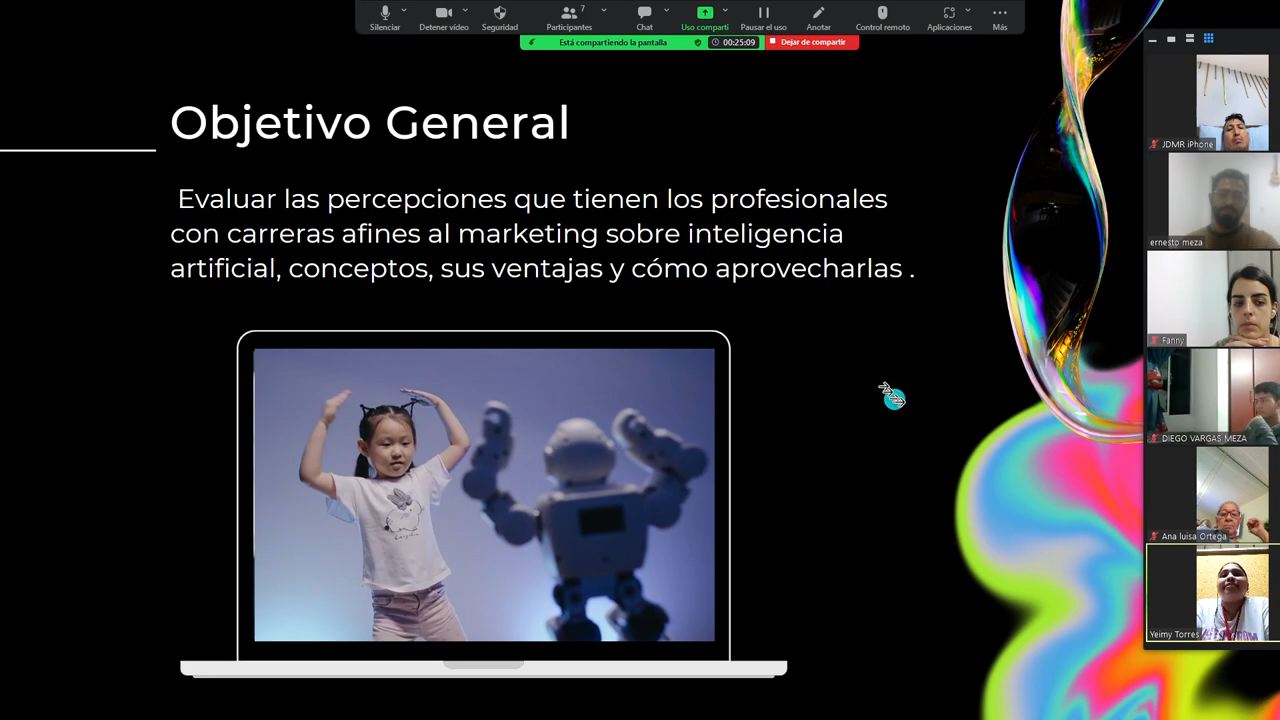 Silenciar
Detener video
Seguridad
Participantes
7
Chat
Uso comparti
Pausar el uso
Anotar
Control remoto
Aplicaciones
Más
Está compartiendo la pantalla
00:25:09
Dejar de compartir
Objetivo General
Evaluar las percepciones que tienen los profesionales
con carreras afines al marketing sobre inteligencia
artificial, conceptos, sus ventajas y cómo aprovecharlas .
JDMR iPhone
ernesto meza
Fanny
DIEGO VARGAS MEZA
Ana luisa Ortega
Yeimy Torres